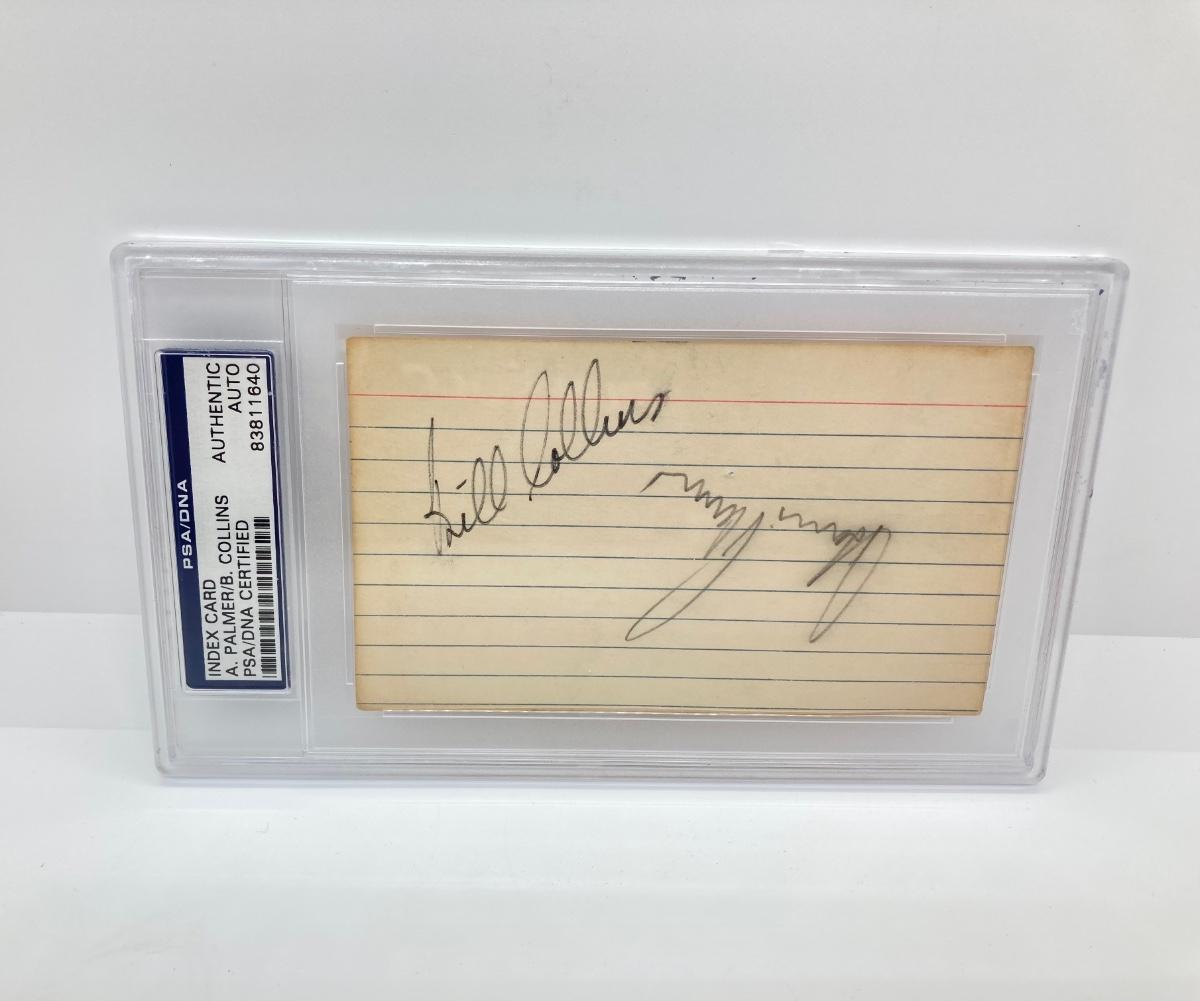 PSA/DNA
INDEX CARD
A. PALMER/B. COLLINS
PSA/DNA CERTIFIED
AUTHENTIC
AUTO
83811640
Bill Collins